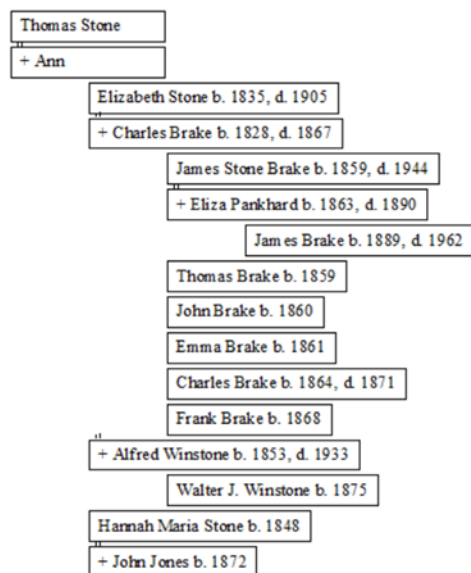 Thomas Stone
+ Ann
Elizabeth Stone b. 1835, d. 1905
+ Charles Brake b. 1828, d. 1867
James Stone Brake b. 1859, d. 1944
+ Eliza Pankhard b. 1863, d. 1890
James Brake b. 1889, d. 1962
Thomas Brake b. 1859
John Brake b. 1860
Emma Brake b. 1861
Charles Brake b. 1864, d. 1871
Frank Brake b. 1868
+ Alfred Winstone b. 1853, d. 1933
Walter J. Winstone b. 1875
Hannah Maria Stone b. 1848
+ John Jones b. 1872